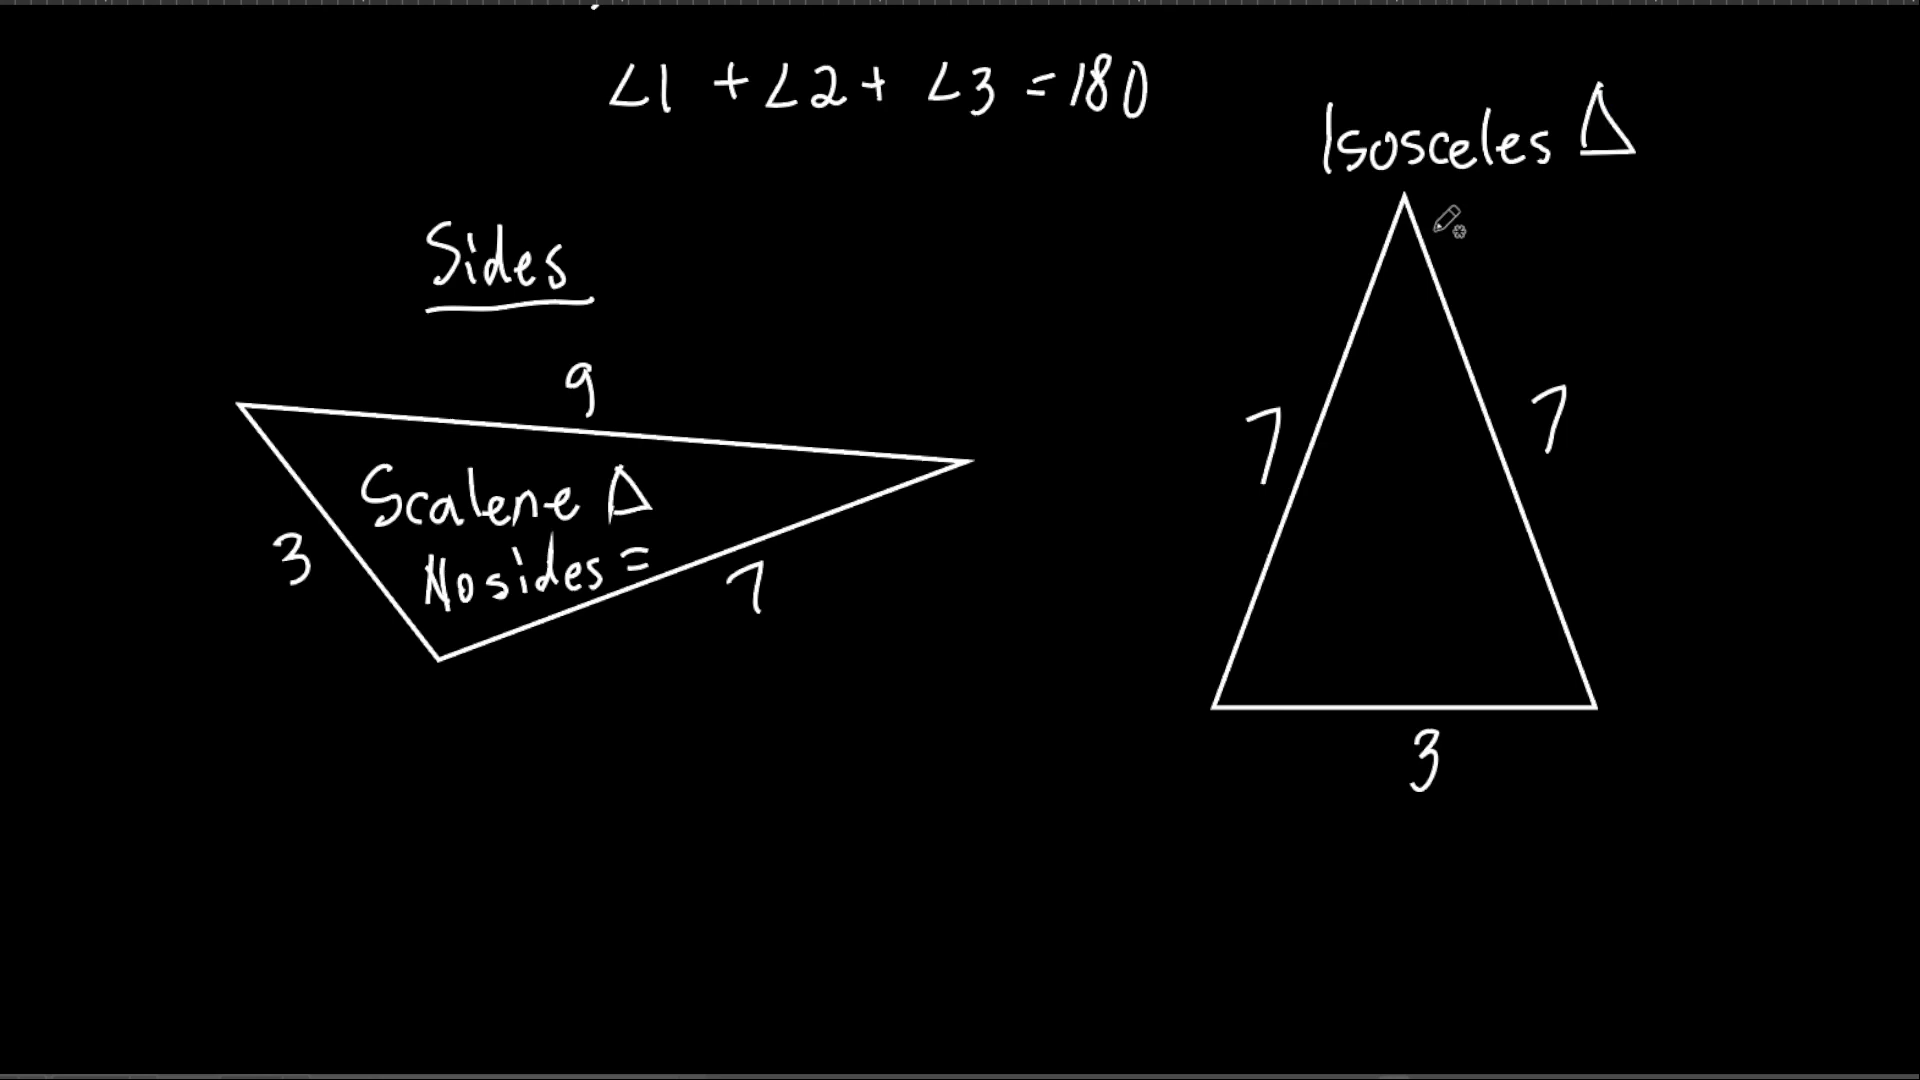 ∠1 + ∠2 + ∠3 = 180
Isosceles △
Sides
9
Scalene △
No sides =
3
7
7
7
3